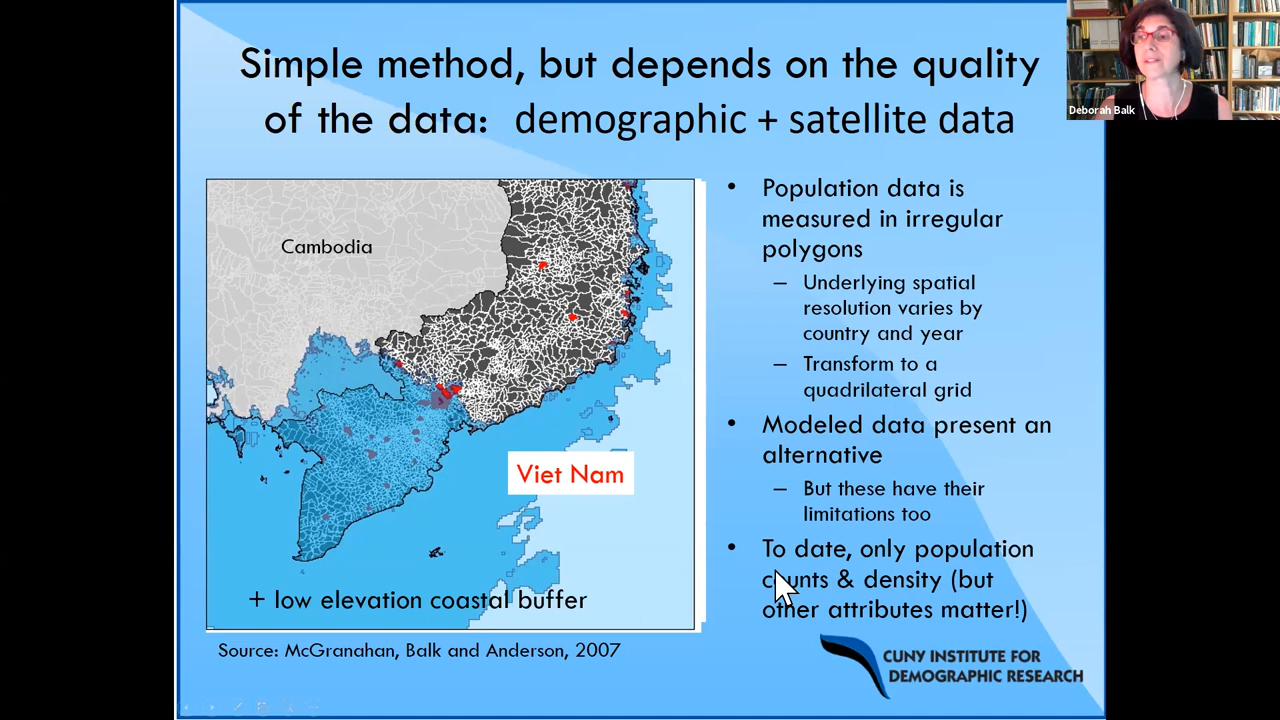 Simple method, but depends on the quality
of the data: demographic + satellite data
Deborah Balk
Cambodia
Viet Nam
+ low elevation coastal buffer
Source: McGranahan, Balk and Anderson, 2007
• Population data is
measured in irregular
polygons
– Underlying spatial
resolution varies by
country and year
– Transform to a
quadrilateral grid
• Modeled data present an
alternative
– But these have their
limitations too
• To date, only population
counts & density (but
other attributes matter!)
CUNY INSTITUTE FOR
DEMOGRAPHIC RESEARCH